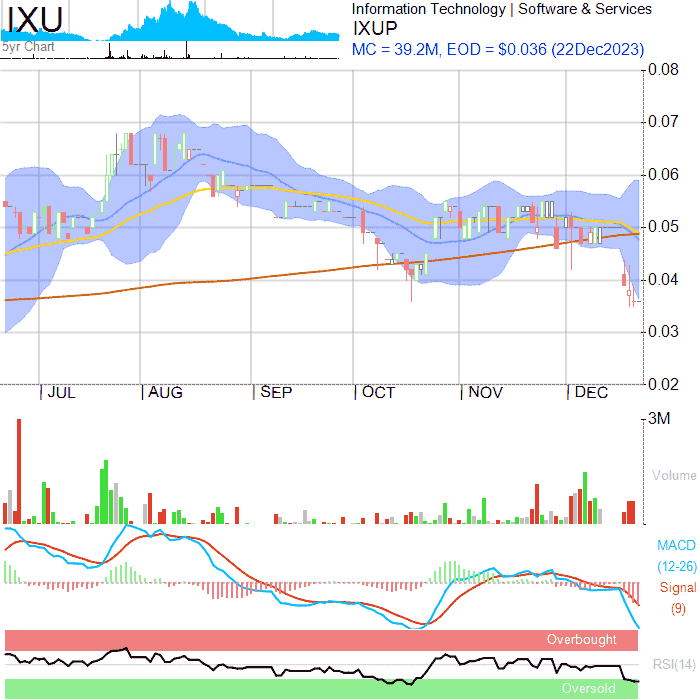 IXU
5yr Chart
Information Technology | Software & Services
IXUP
MC = 39.2M, EOD = $0.036 (22Dec2023)
0.08
0.07
0.06
0.05
0.04
0.03
0.02
JUL AUG SEP OCT NOV DEC
3M
Volume
MACD
(12-26)
Signal
(9)
Overbought
RSI(14)
Oversold